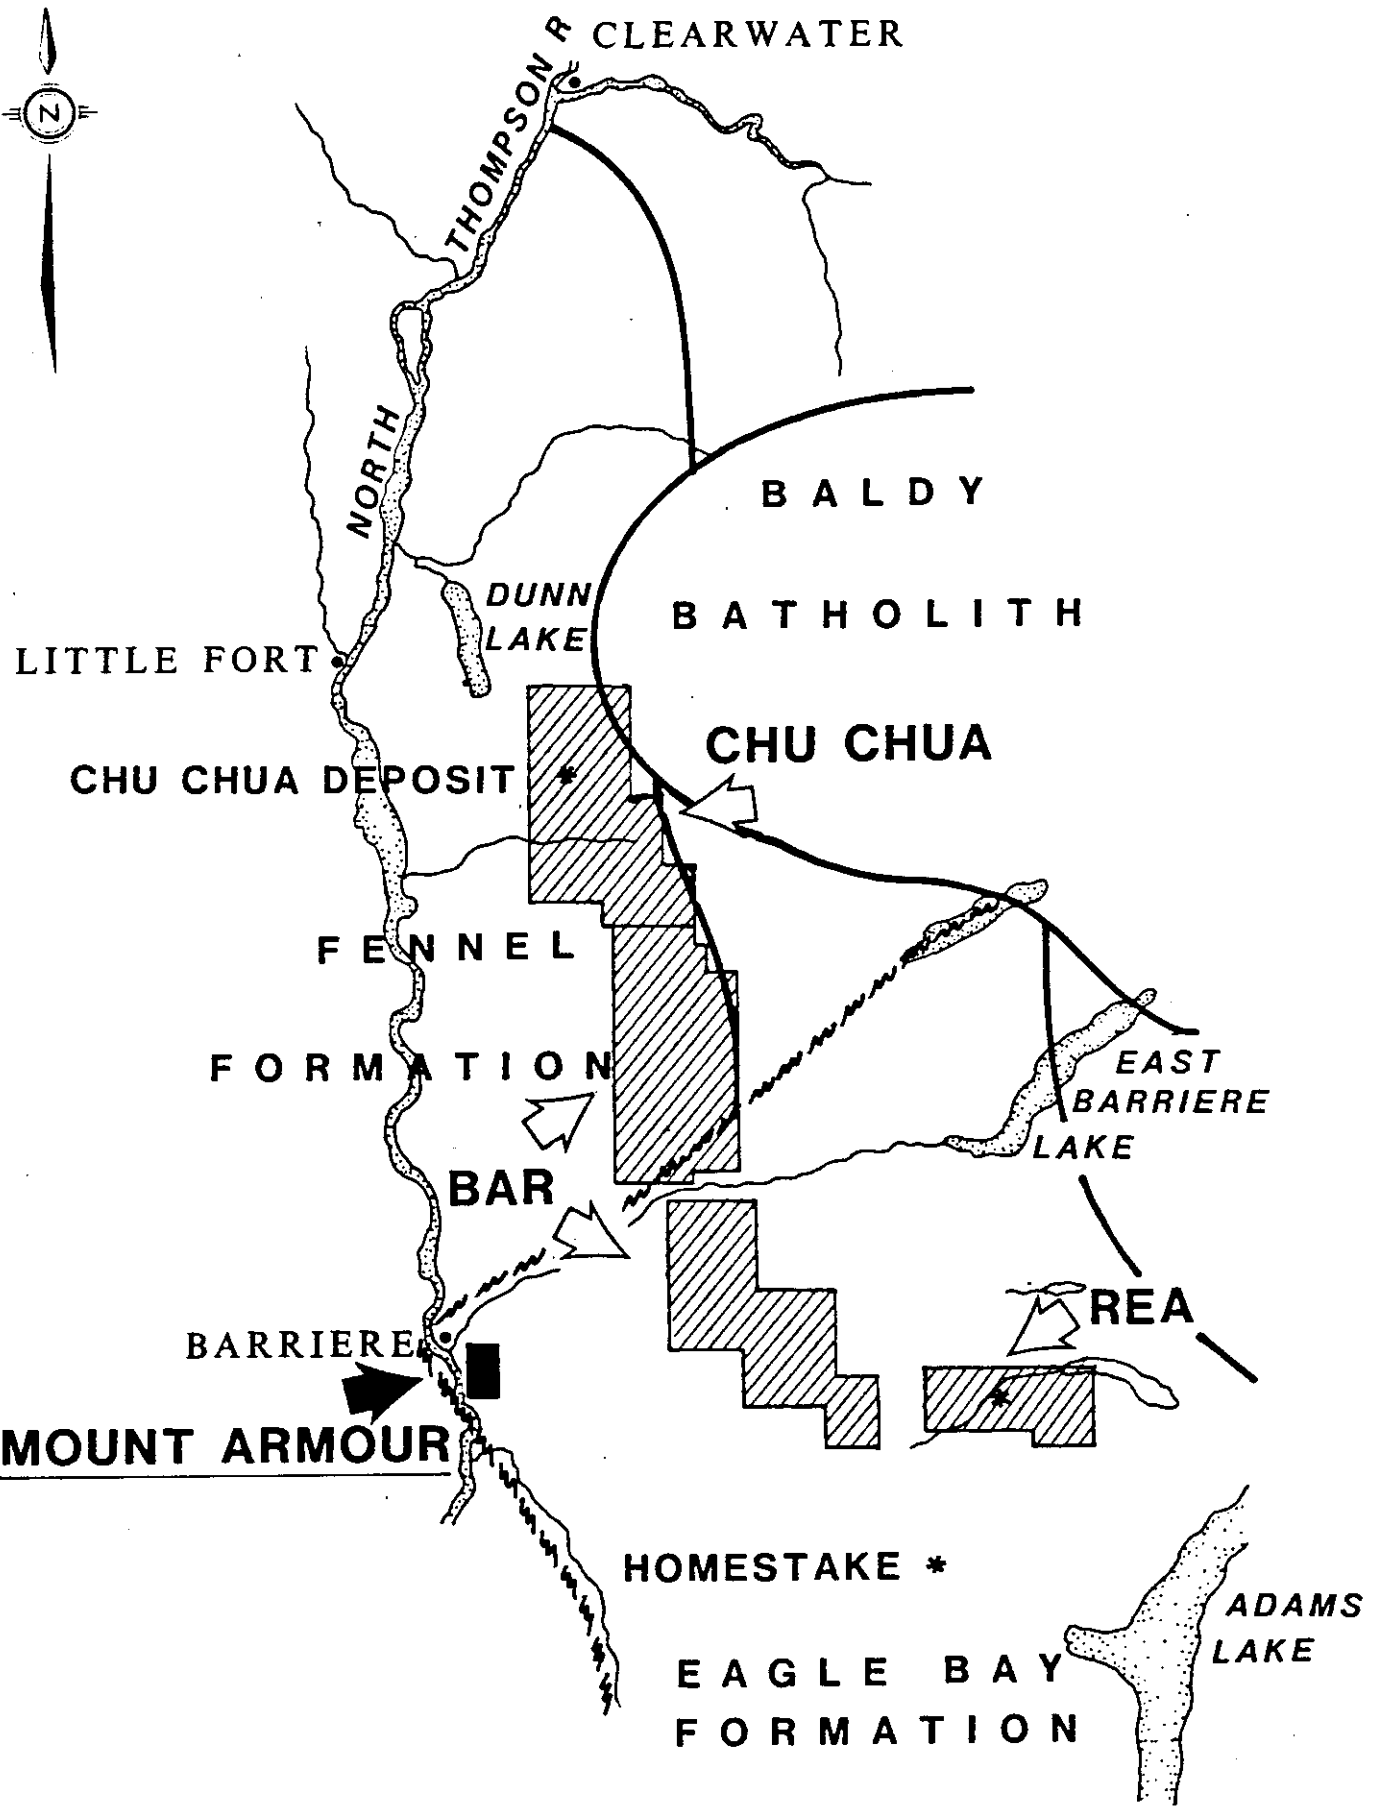 CLEARWATER
NORTH THOMPSON R
N
BALDY
BATHOLITH
DUNN
LAKE
LITTLE FORT
CHU CHUA
CHU CHUA DEPOSIT *
FENNEL
FORMATION
EAST
BARRIERE
LAKE
BAR
REA
BARRIERE
*
MOUNT ARMOUR
HOMESTAKE *
ADAMS
LAKE
EAGLE BAY
FORMATION